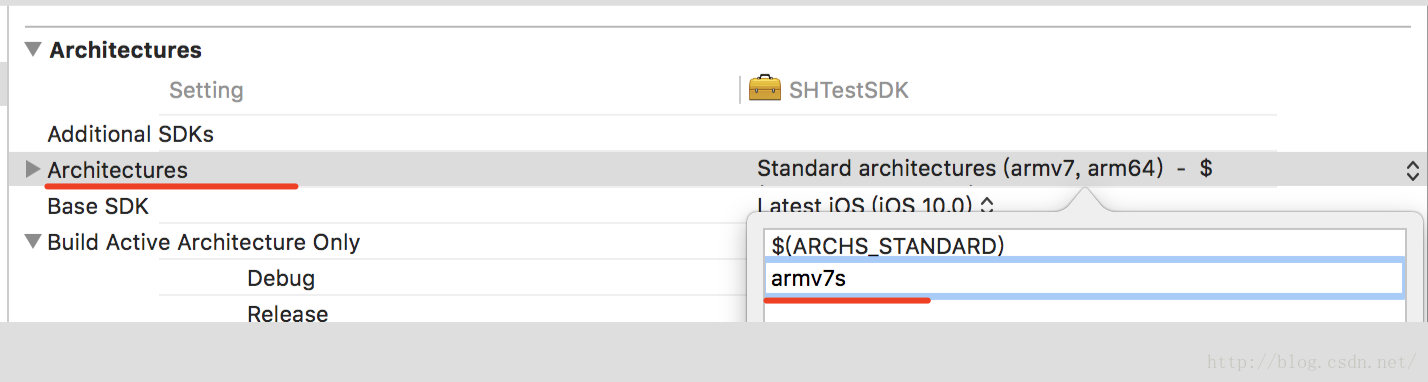 Architectures
Setting SHTestSDK
Additional SDKs
Architectures Standard architectures (armv7, arm64) - $
Base SDK Latest iOS (iOS 10.0)
Build Active Architecture Only
$(ARCHS_STANDARD)
Debug
armv7s
Release
http://blog.csdn.net/